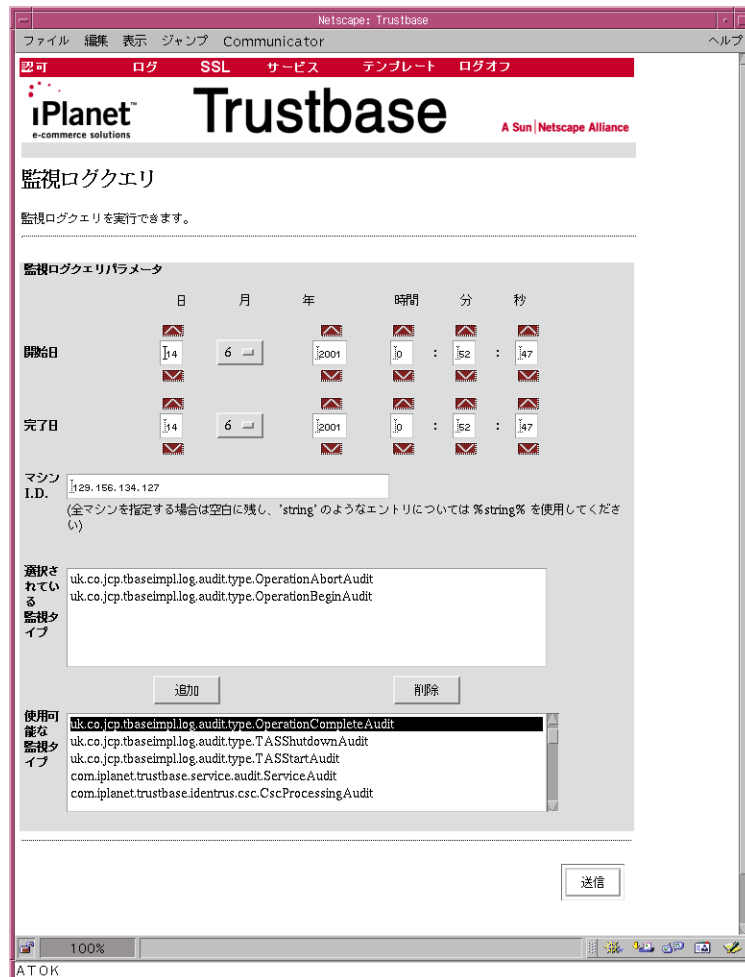 Netscape: Trustbase
ファイル 編集 表示 ジャンプ Communicator ヘルプ
認可 ログ SSL サービス テンプレート ログオフ
iPlanet™
e-commerce solutions
Trustbase
A Sun | Netscape Alliance
監視ログクエリ
監視ログクエリを実行できます。
監視ログクエリパラメータ
日 月 年 時間 分 秒
開始日 14 6 2001 0 : 52 : 47
完了日 14 6 2001 0 : 52 : 47
マシン
I.D.
129.156.134.127
(全マシンを指定する場合は空白に残し、'string' のようなエントリについては %string% を使用してくださ
い)
選択さ
れてい
る
監視タ
イプ
uk.co.jcp.tbaseimpl.log.audit.type.OperationAbortAudit
uk.co.jcp.tbaseimpl.log.audit.type.OperationBeginAudit
追加 削除
使用可
能な
監視タ
イプ
uk.co.jcp.tbaseimpl.log.audit.type.OperationCompleteAudit
uk.co.jcp.tbaseimpl.log.audit.type.TASShutdownAudit
uk.co.jcp.tbaseimpl.log.audit.type.TASStartAudit
com.iplanet.trustbase.service.audit.ServiceAudit
com.iplanet.trustbase.identrus.csc.CscProcessingAudit
送信
100%
ATOK